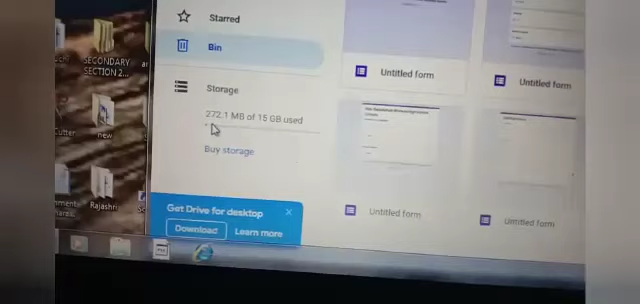 Starred
Bin
Storage
272.1 MB of 15 GB used
Buy storage
Get Drive for desktop
Download
Learn more
Untitled form
Untitled form
Untitled form
Untitled form
SECONDARY
SECTION 2...
Cutter
new
Rajashri